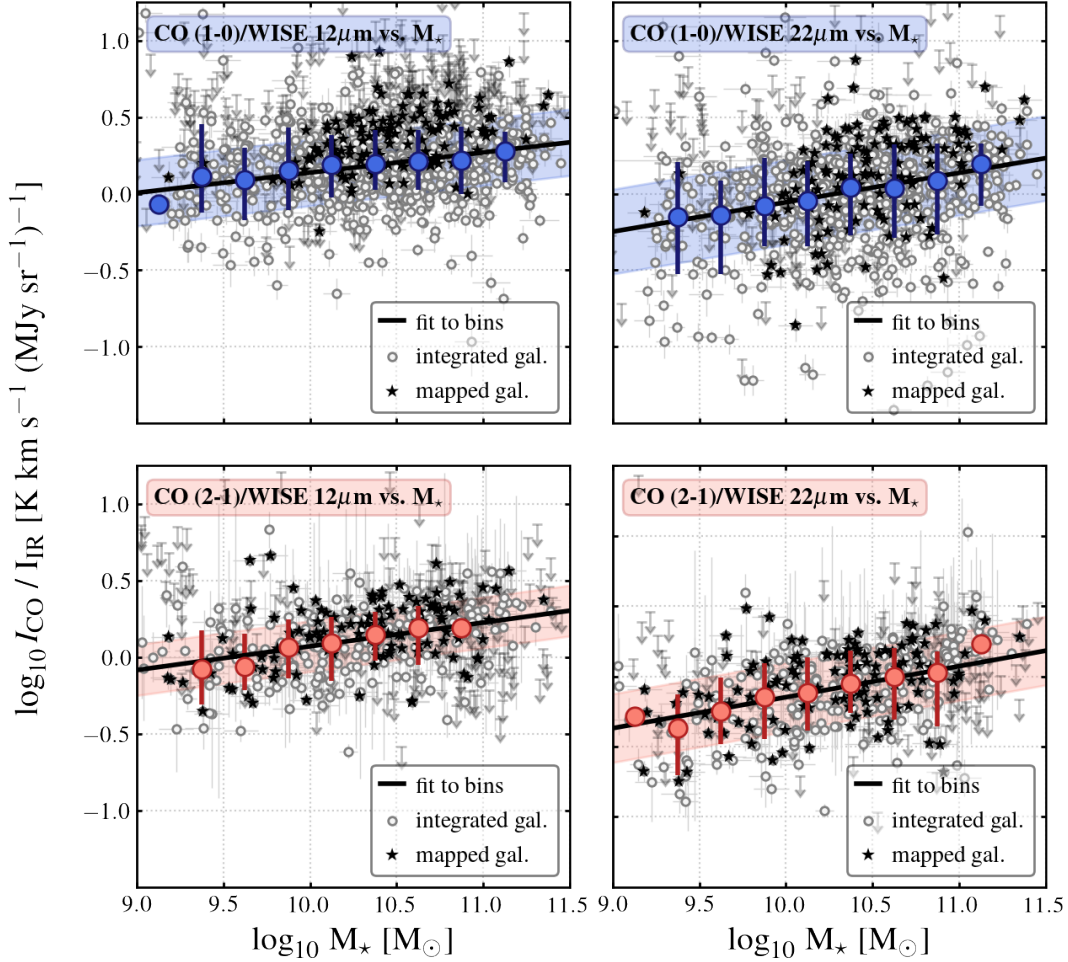 CO (1-0)/WISE 12μm vs. M⋆
CO (1-0)/WISE 22μm vs. M⋆
1.0
0.5
0.0
−0.5
−1.0
fit to bins
integrated gal.
mapped gal.
fit to bins
integrated gal.
mapped gal.
log₁₀ I_CO / I_IR [K km s⁻¹ (MJy sr⁻¹)⁻¹]
CO (2-1)/WISE 12μm vs. M⋆
CO (2-1)/WISE 22μm vs. M⋆
1.0
0.5
0.0
−0.5
−1.0
fit to bins
integrated gal.
mapped gal.
fit to bins
integrated gal.
mapped gal.
9.0 9.5 10.0 10.5 11.0 11.5
9.0 9.5 10.0 10.5 11.0 11.5
log₁₀ M⋆ [M⊙]
log₁₀ M⋆ [M⊙]